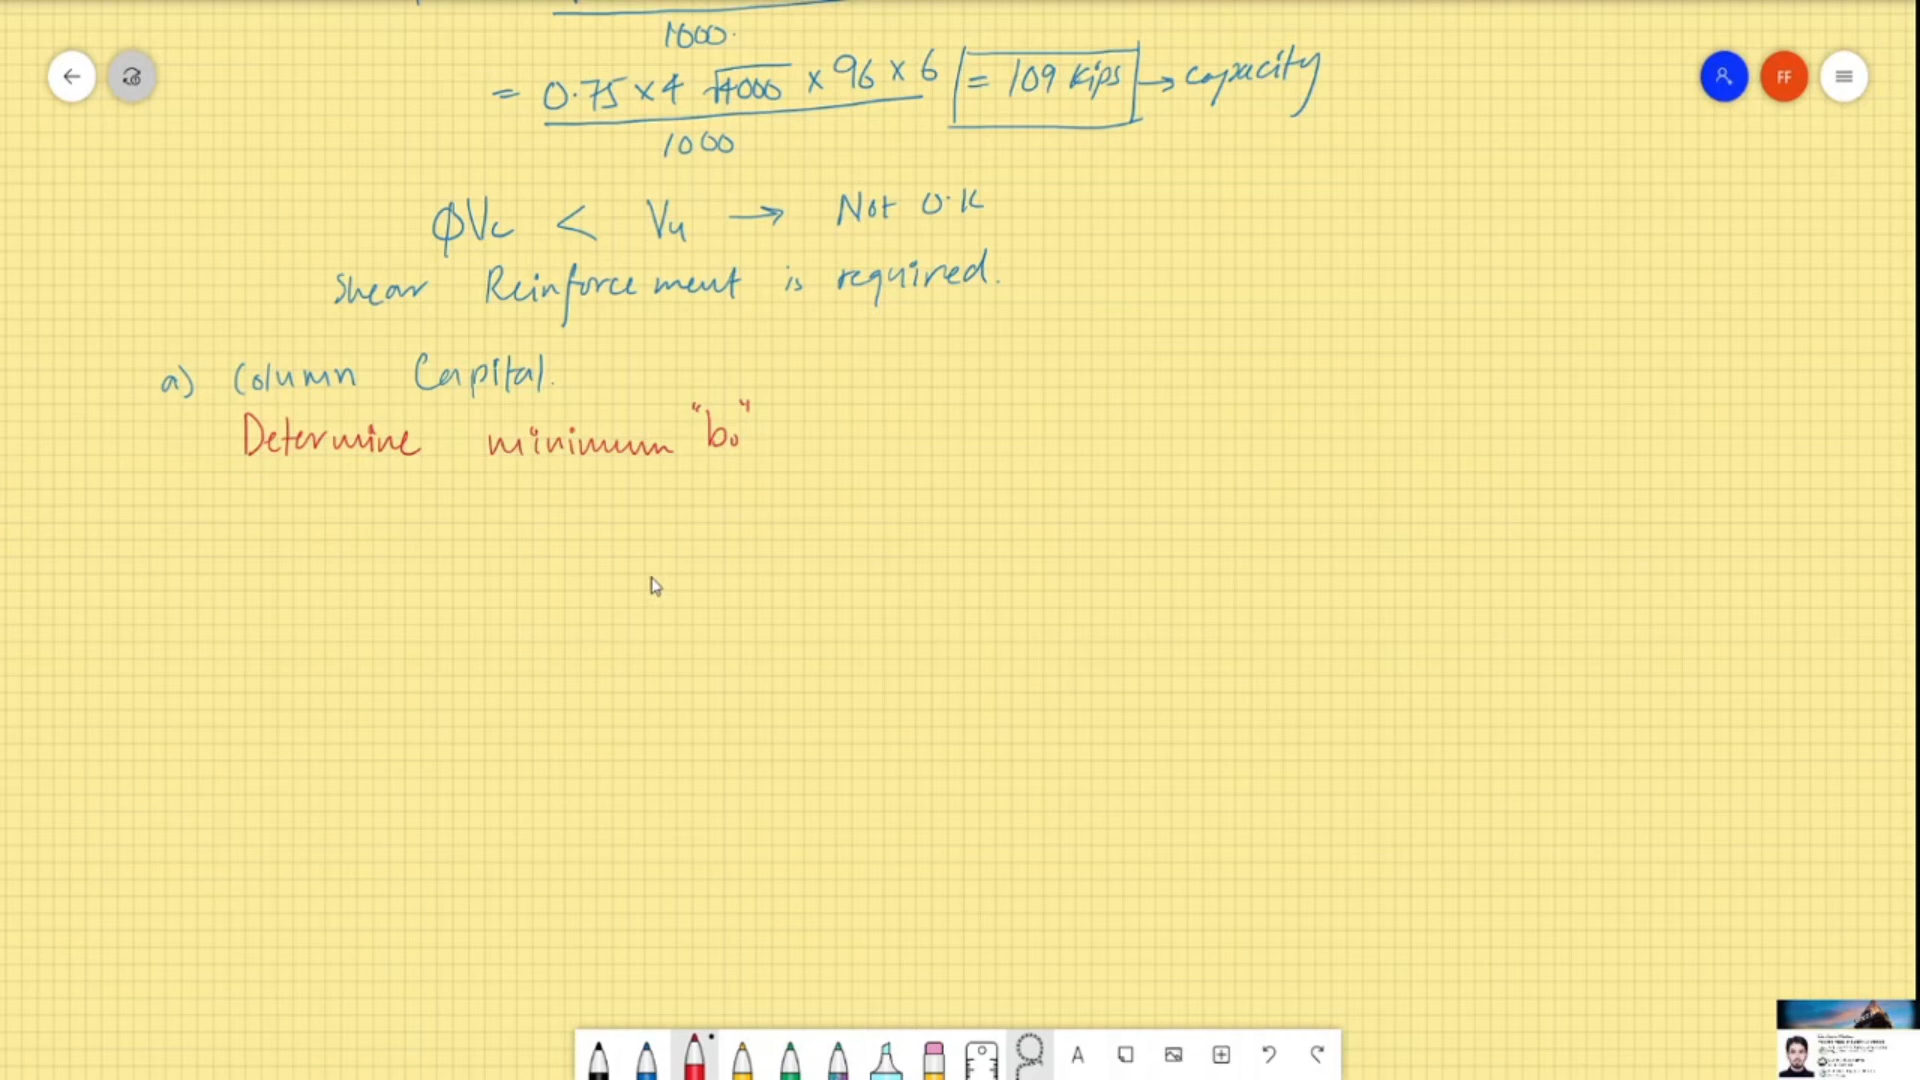 1000.
= 0.75 x 4 √4000 x 96 x 6 = 109 kips → capacity
1000
φVc < Vu → Not O.K
Shear Reinforcement is required.
a) Column Capital.
Determine minimum "bo"
FF
A